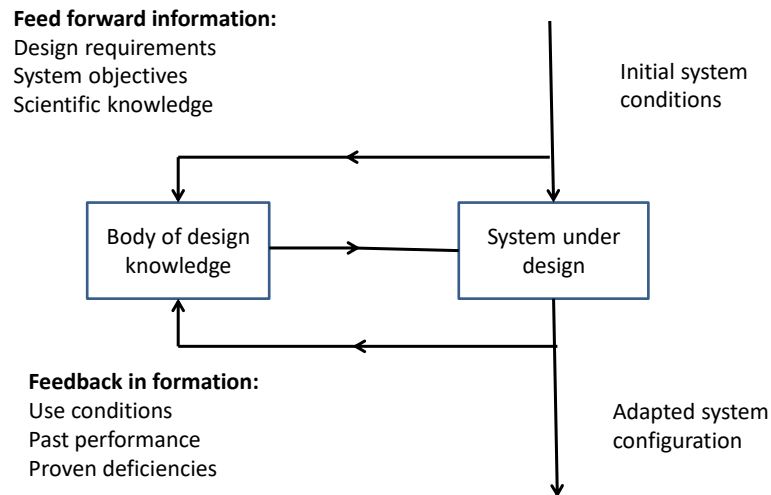 Feed forward information:
Design requirements
System objectives
Scientific knowledge
Initial system
conditions
Body of design
knowledge
System under
design
Feedback in formation:
Use conditions
Past performance
Proven deficiencies
Adapted system
configuration